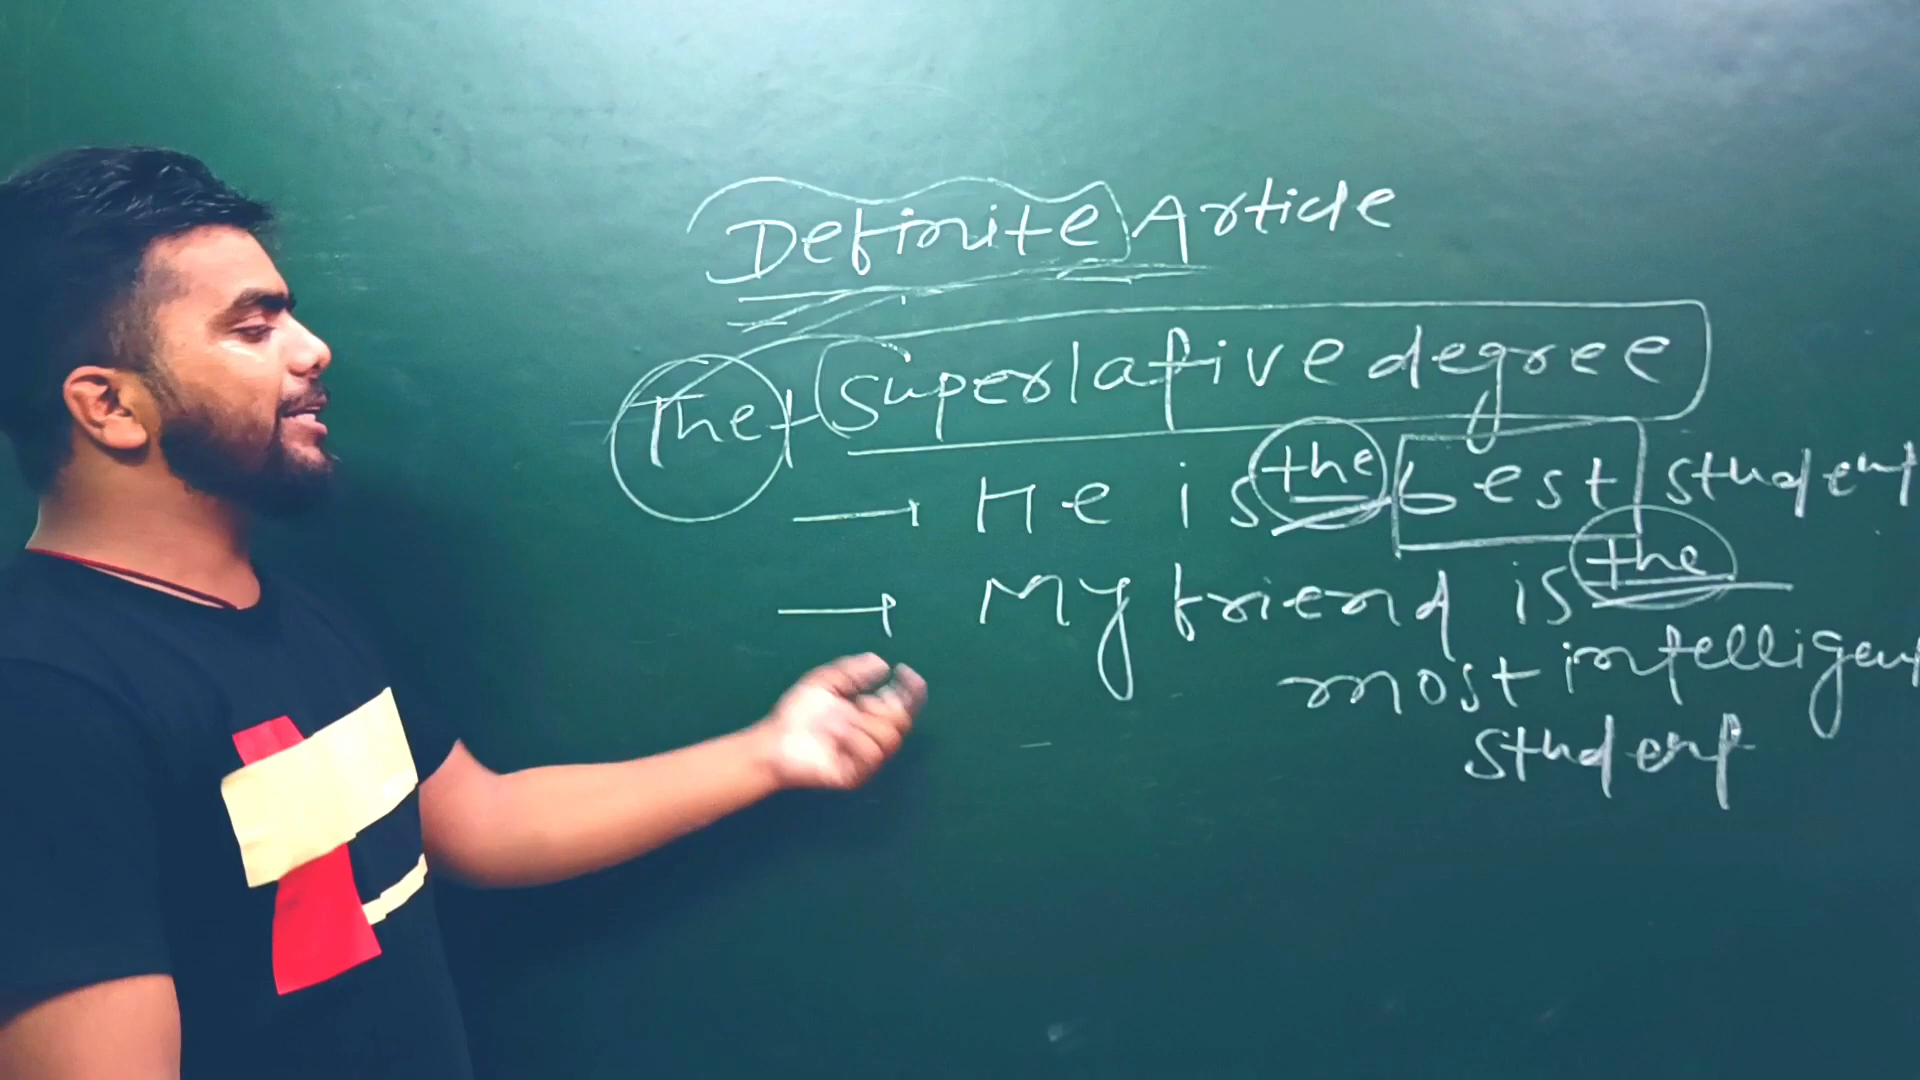 Definite Article
The + Superlative degree
→ He is the best student
→ My friend is the
most intelligent
student